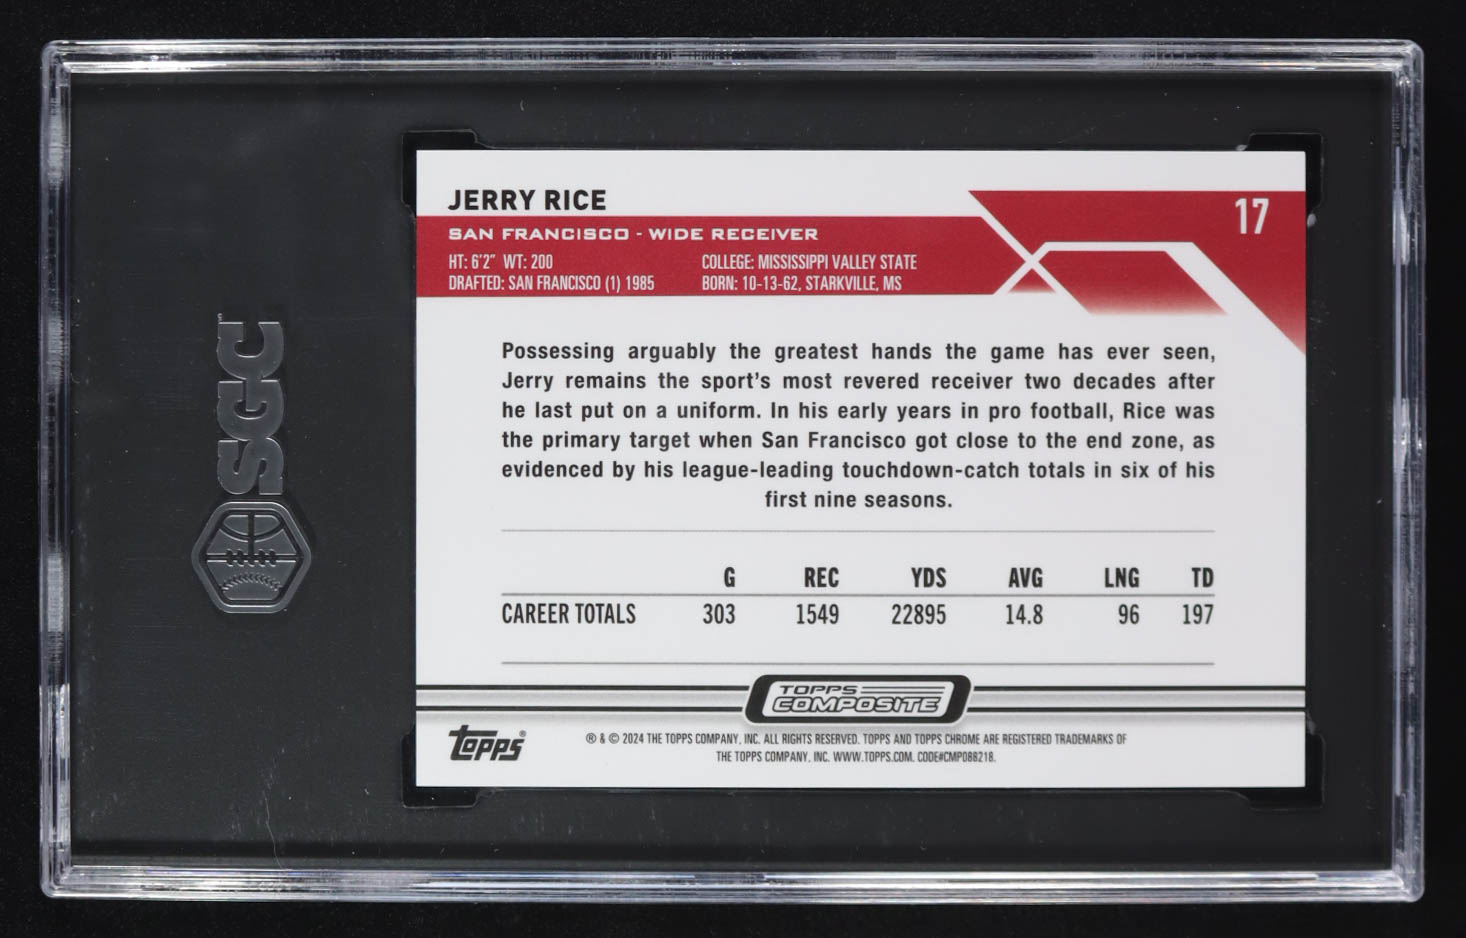 JERRY RICE
17
SAN FRANCISCO - WIDE RECEIVER
HT: 6'2" WT: 200
COLLEGE: MISSISSIPPI VALLEY STATE
DRAFTED: SAN FRANCISCO (1) 1985
BORN: 10-13-62, STARKVILLE, MS
Possessing arguably the greatest hands the game has ever seen,
Jerry remains the sport's most revered receiver two decades after
he last put on a uniform. In his early years in pro football, Rice was
the primary target when San Francisco got close to the end zone, as
evidenced by his league-leading touchdown-catch totals in six of his
first nine seasons.
G REC YDS AVG LNG TD
CAREER TOTALS 303 1549 22895 14.8 96 197
TOPPS
COMPOSITE
topps®
® & © 2024 THE TOPPS COMPANY, INC. ALL RIGHTS RESERVED. TOPPS AND TOPPS CHROME ARE REGISTERED TRADEMARKS OF
THE TOPPS COMPANY, INC. WWW.TOPPS.COM. CODE#CMP088218.
SGC